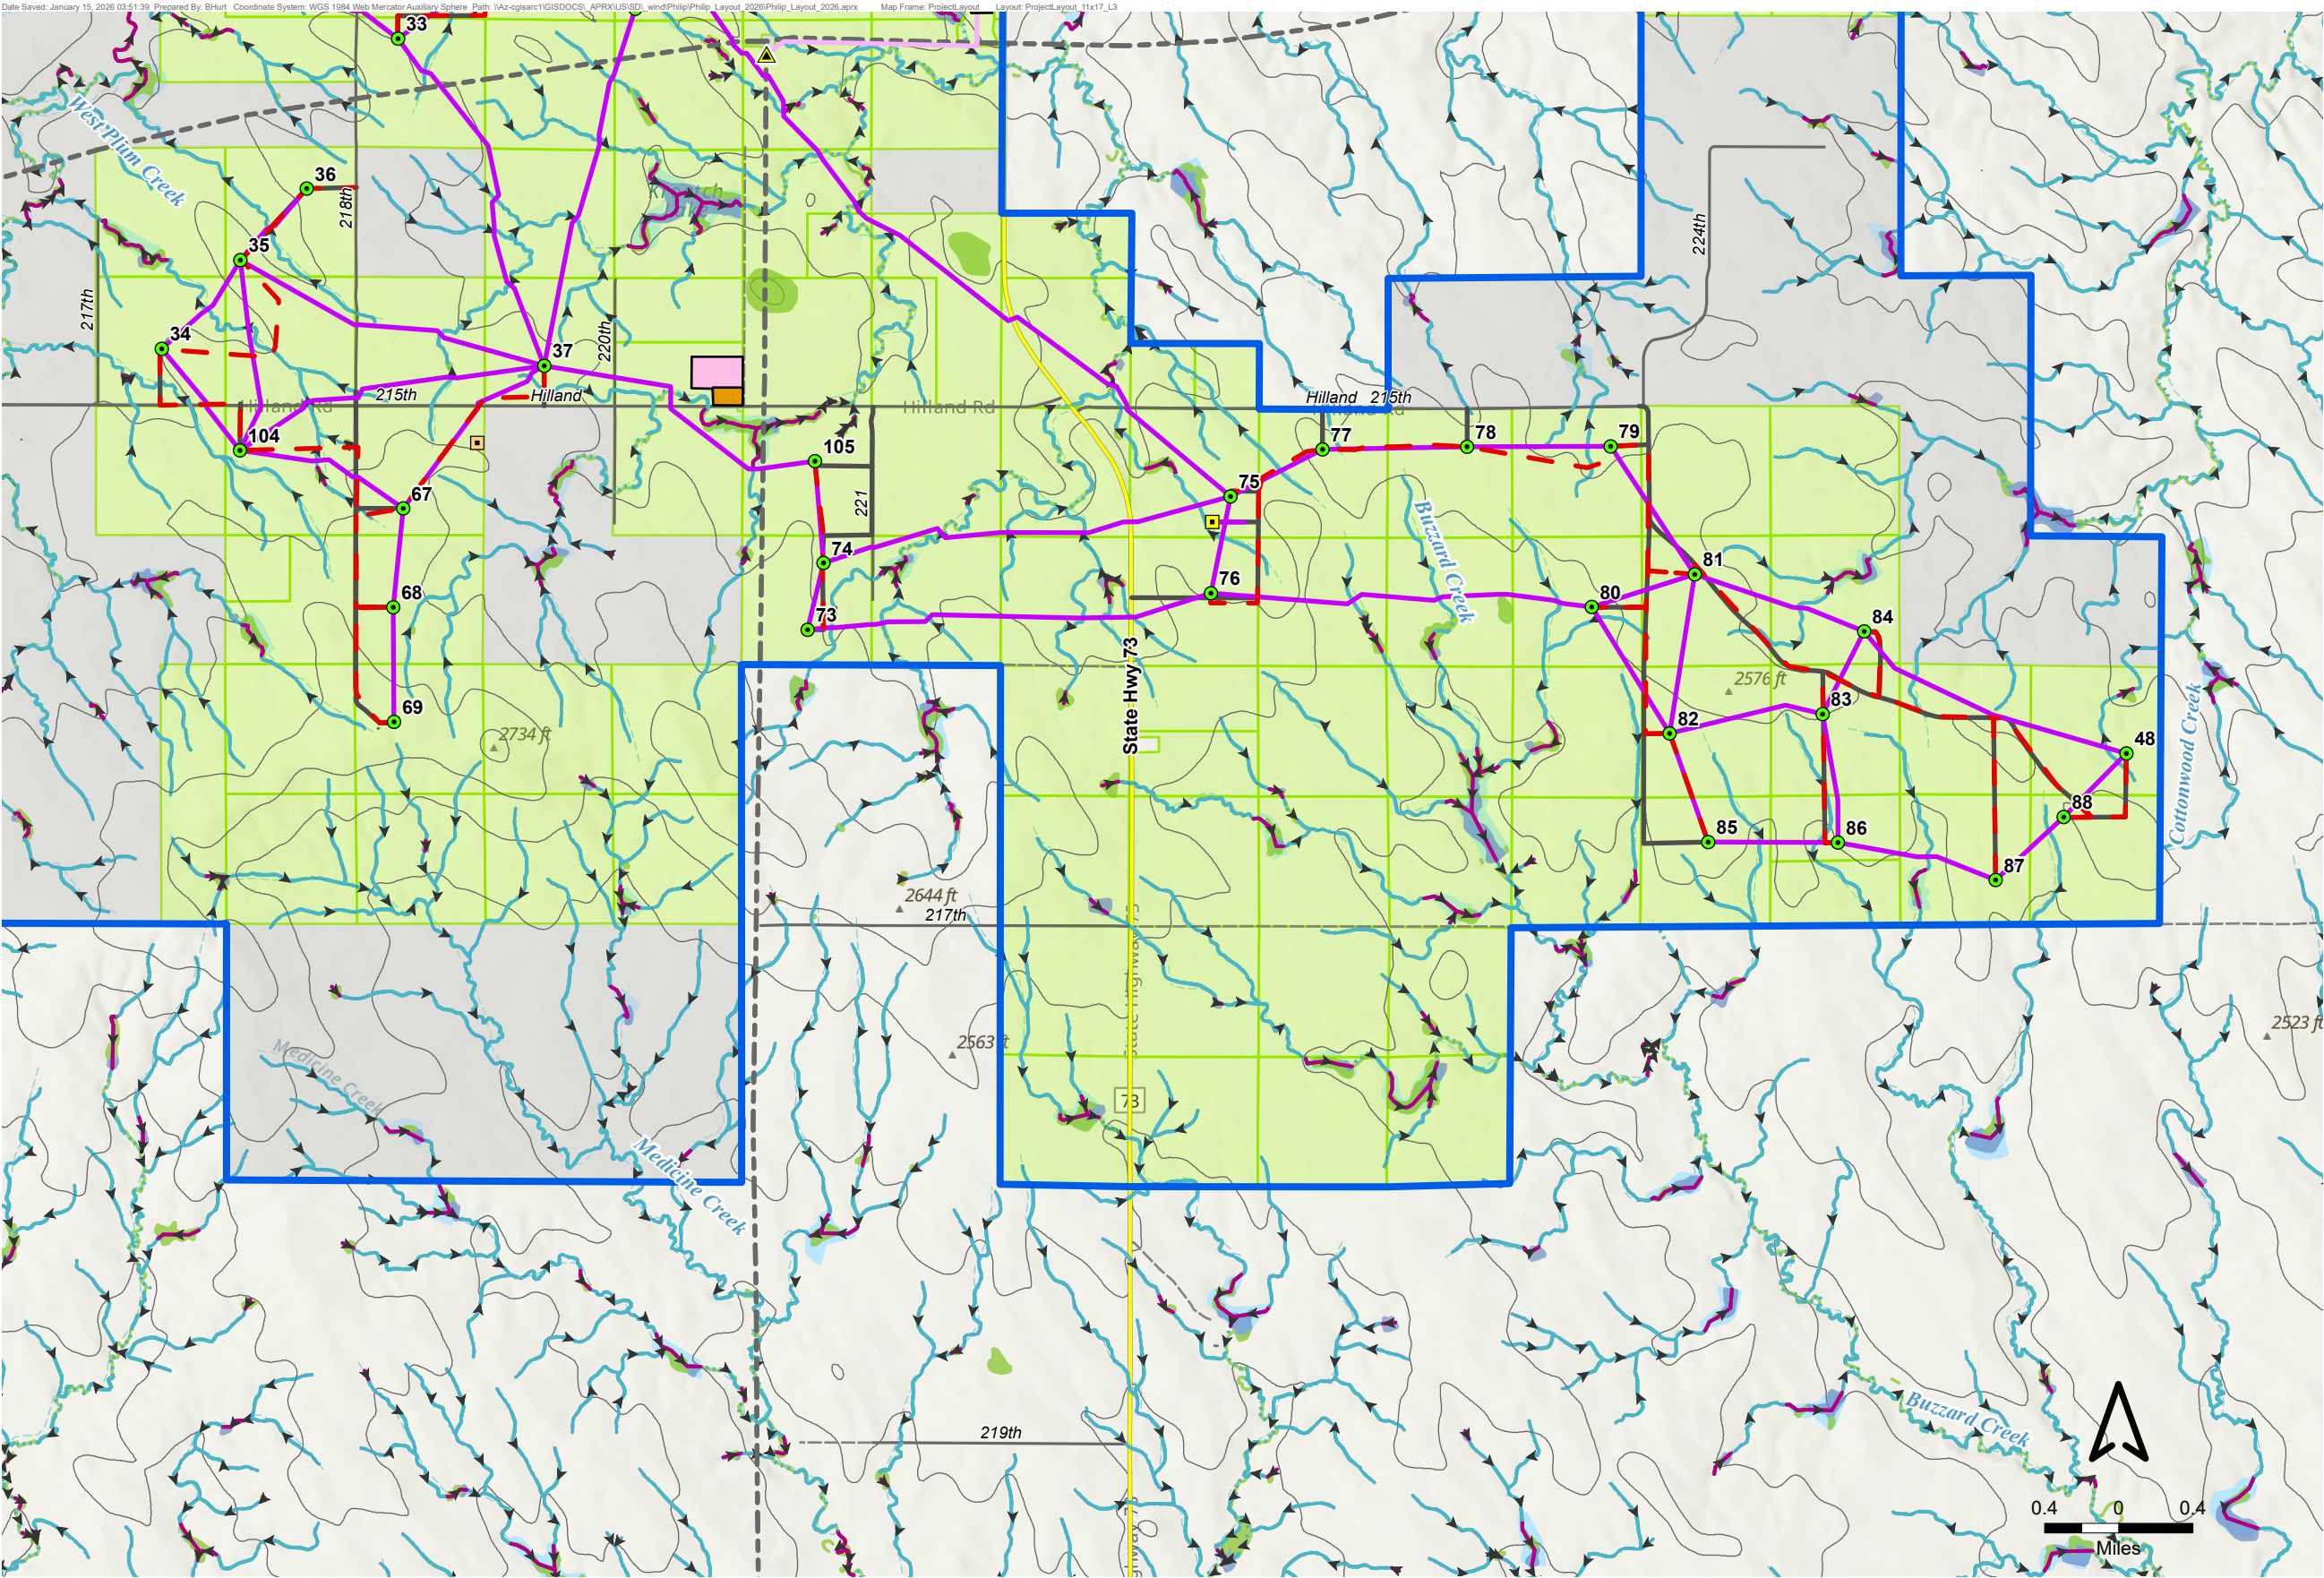 Date Saved: January 15, 2026 03:51:39 Prepared By: BHurt Coordinate System: WGS 1984 Web Mercator Auxiliary Sphere Path: \\Az-cgisarc1\GISDOCS\_APRX\US\SD\_wind\Philip\Philip_Layout_2026\Philip_Layout_2026.aprx Map Frame: ProjectLayout Layout: ProjectLayout_11x17_L3
33
West Plum Creek
36
218th
224th
35
217th
34
220th
37
215th
Hilland
Hilland Rd
Hilland Rd
Hilland 215th
104
105
77
78
79
75
67
221
Buzzard Creek
74
81
76
68
80
73
84
State Hwy 73
2576 ft
83
69
82
2734 ft
48
Cottonwood Creek
88
85
86
87
2644 ft
217th
State Highway 73
2523 ft
2563 ft
Medicine Creek
73
Medicine Creek
Buzzard Creek
219th
0.4 0 0.4
Miles